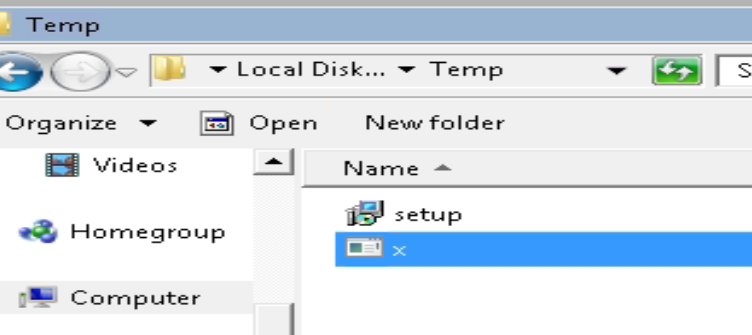 Temp
Local Disk... Temp S
Organize Open New folder
Videos
Name
setup
Homegroup
x
Computer